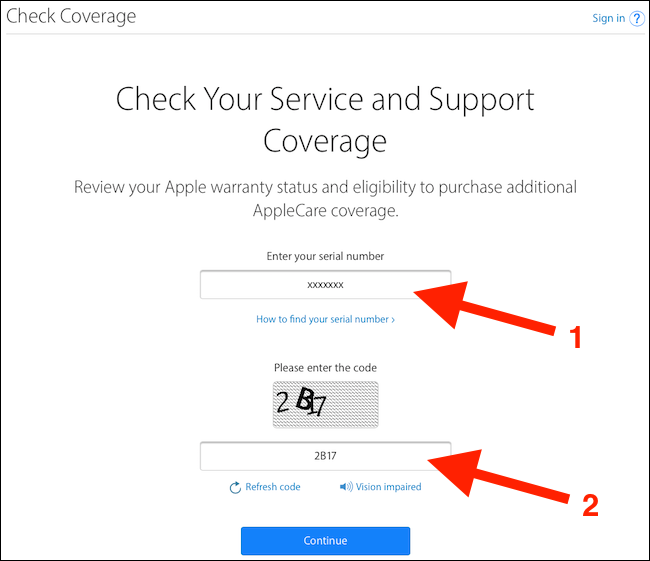 Check Coverage
Sign in ?
Check Your Service and Support
Coverage
Review your Apple warranty status and eligibility to purchase additional
AppleCare coverage.
Enter your serial number
xxxxxxx
1
How to find your serial number >
Please enter the code
2B17
2B17
2
Refresh code
Vision impaired
Continue